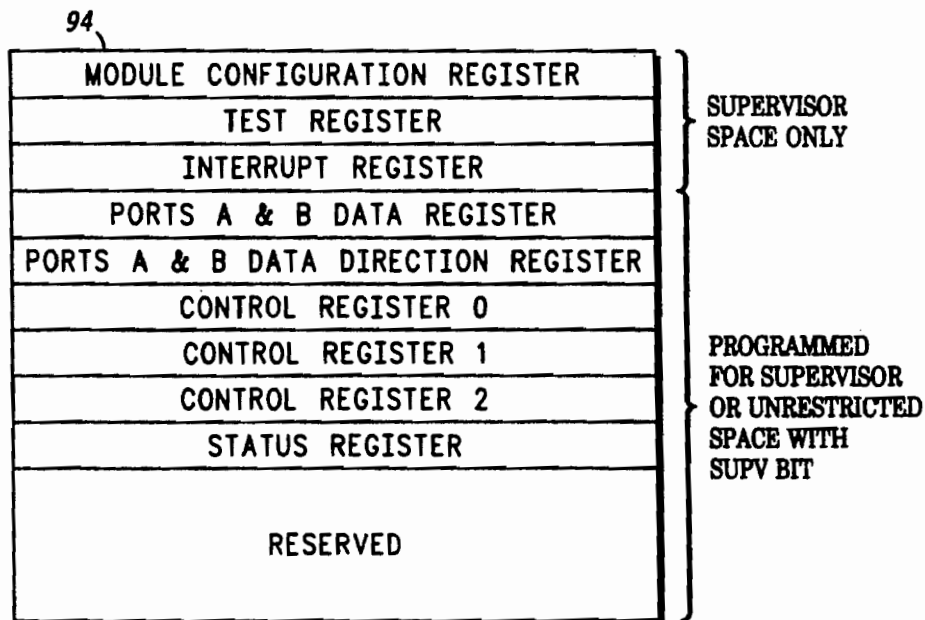 94
MODULE CONFIGURATION REGISTER
TEST REGISTER
INTERRUPT REGISTER
SUPERVISOR
SPACE ONLY
PORTS A & B DATA REGISTER
PORTS A & B DATA DIRECTION REGISTER
CONTROL REGISTER 0
CONTROL REGISTER 1
CONTROL REGISTER 2
STATUS REGISTER
RESERVED
PROGRAMMED
FOR SUPERVISOR
OR UNRESTRICTED
SPACE WITH
SUPV BIT